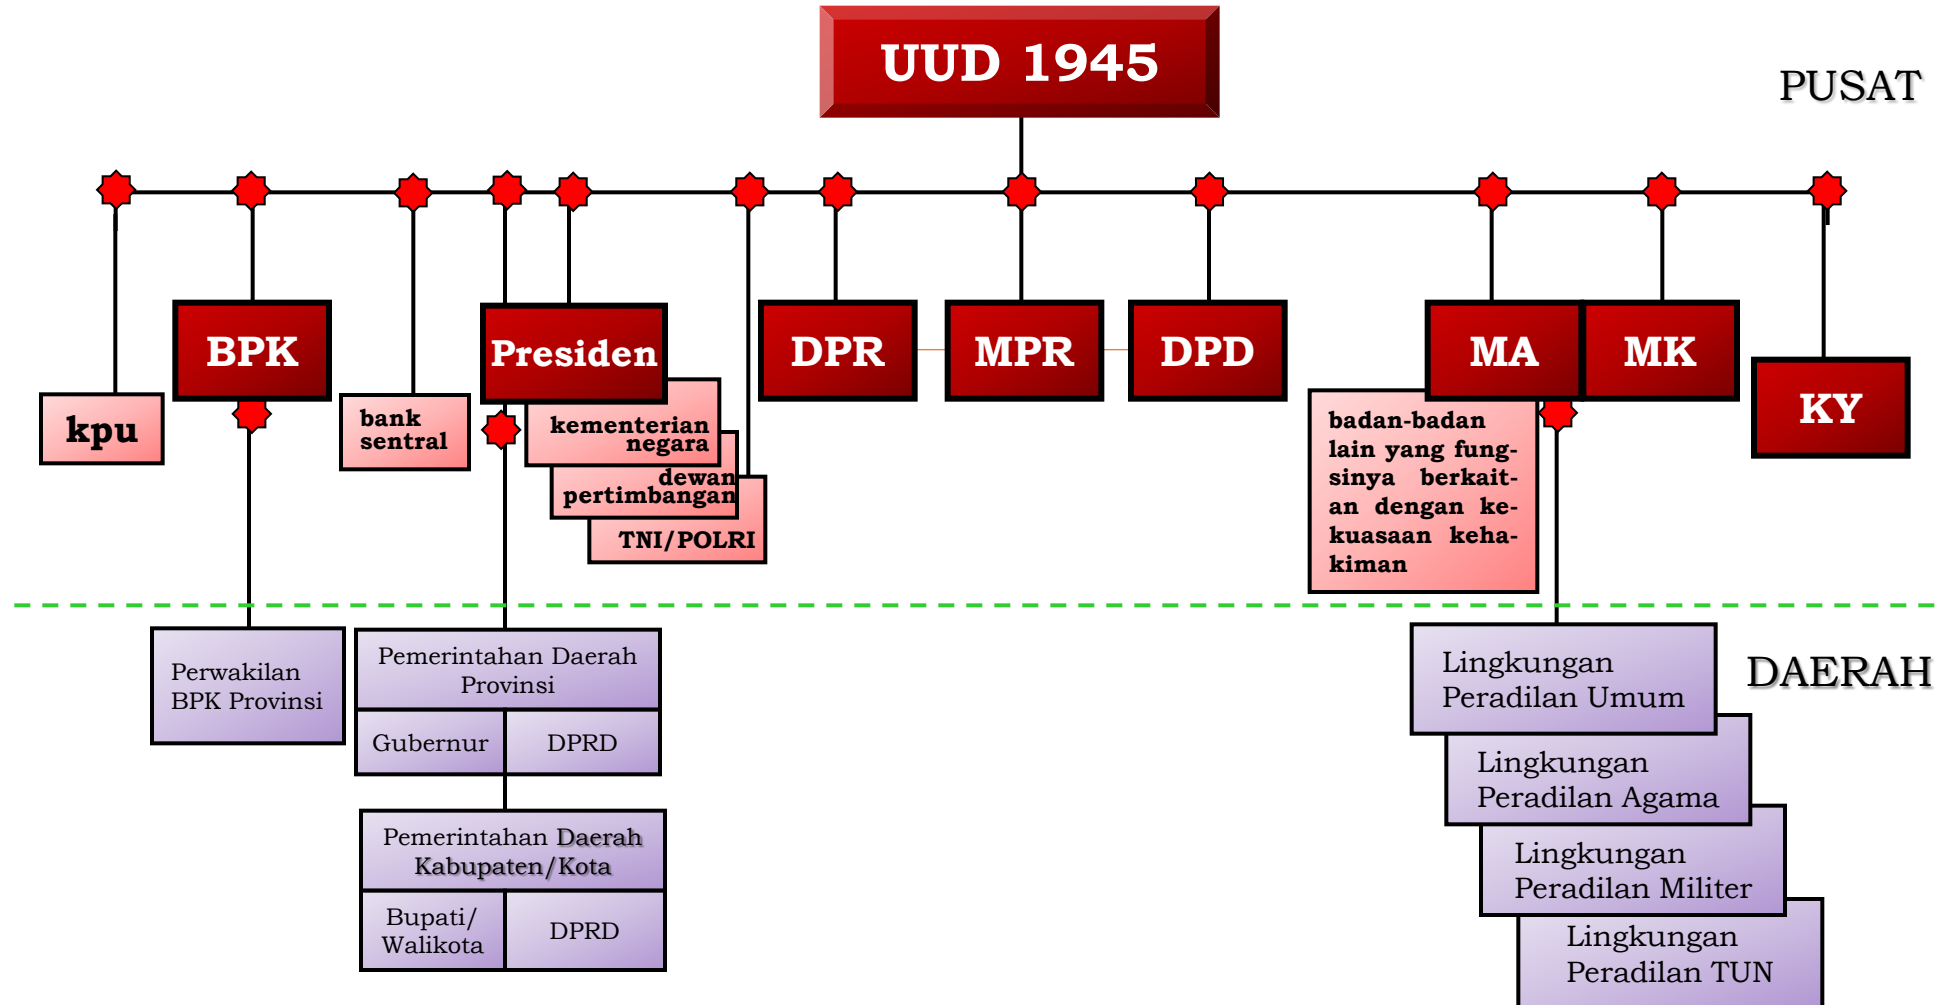 UUD 1945
PUSAT
BPK
Presiden
DPR
MPR
DPD
MA
MK
KY
kpu
bank
sentral
kementerian
negara
dewan
pertimbangan
TNI/POLRI
badan-badan
lain yang fung-
sinya berkait-
an dengan ke-
kuasaan keha-
kiman
DAERAH
Perwakilan
BPK Provinsi
Pemerintahan Daerah
Provinsi
Gubernur
DPRD
Pemerintahan Daerah
Kabupaten/Kota
Bupati/
Walikota
DPRD
Lingkungan
Peradilan Umum
Lingkungan
Peradilan Agama
Lingkungan
Peradilan Militer
Lingkungan
Peradilan TUN